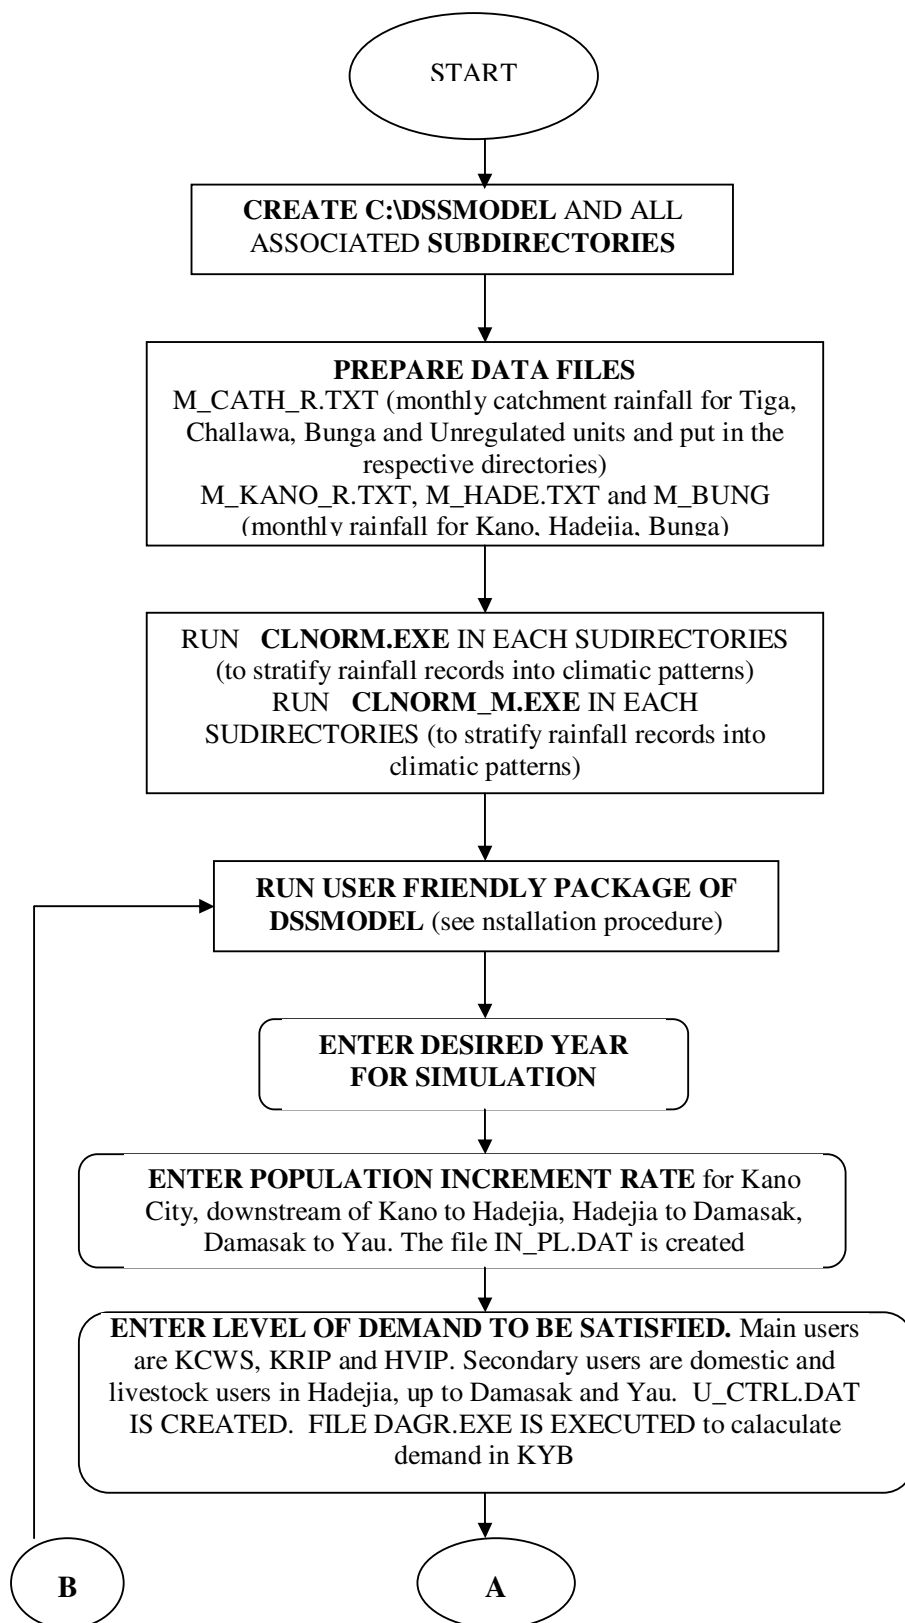 START
CREATE C:\DSSMODEL AND ALL
ASSOCIATED SUBDIRECTORIES
PREPARE DATA FILES
M_CATH_R.TXT (monthly catchment rainfall for Tiga,
Challawa, Bunga and Unregulated units and put in the
respective directories)
M_KANO_R.TXT, M_HADE.TXT and M_BUNG
(monthly rainfall for Kano, Hadejia, Bunga)
RUN CLNORM.EXE IN EACH SUDIRECTORIES
(to stratify rainfall records into climatic patterns)
RUN CLNORM_M.EXE IN EACH
SUDIRECTORIES (to stratify rainfall records into
climatic patterns)
RUN USER FRIENDLY PACKAGE OF
DSSMODEL (see nstallation procedure)
ENTER DESIRED YEAR
FOR SIMULATION
ENTER POPULATION INCREMENT RATE for Kano
City, downstream of Kano to Hadejia, Hadejia to Damasak,
Damasak to Yau. The file IN_PL.DAT is created
ENTER LEVEL OF DEMAND TO BE SATISFIED. Main users
are KCWS, KRIP and HVIP. Secondary users are domestic and
livestock users in Hadejia, up to Damasak and Yau. U_CTRL.DAT
IS CREATED. FILE DAGR.EXE IS EXECUTED to calaculate
demand in KYB
B
A